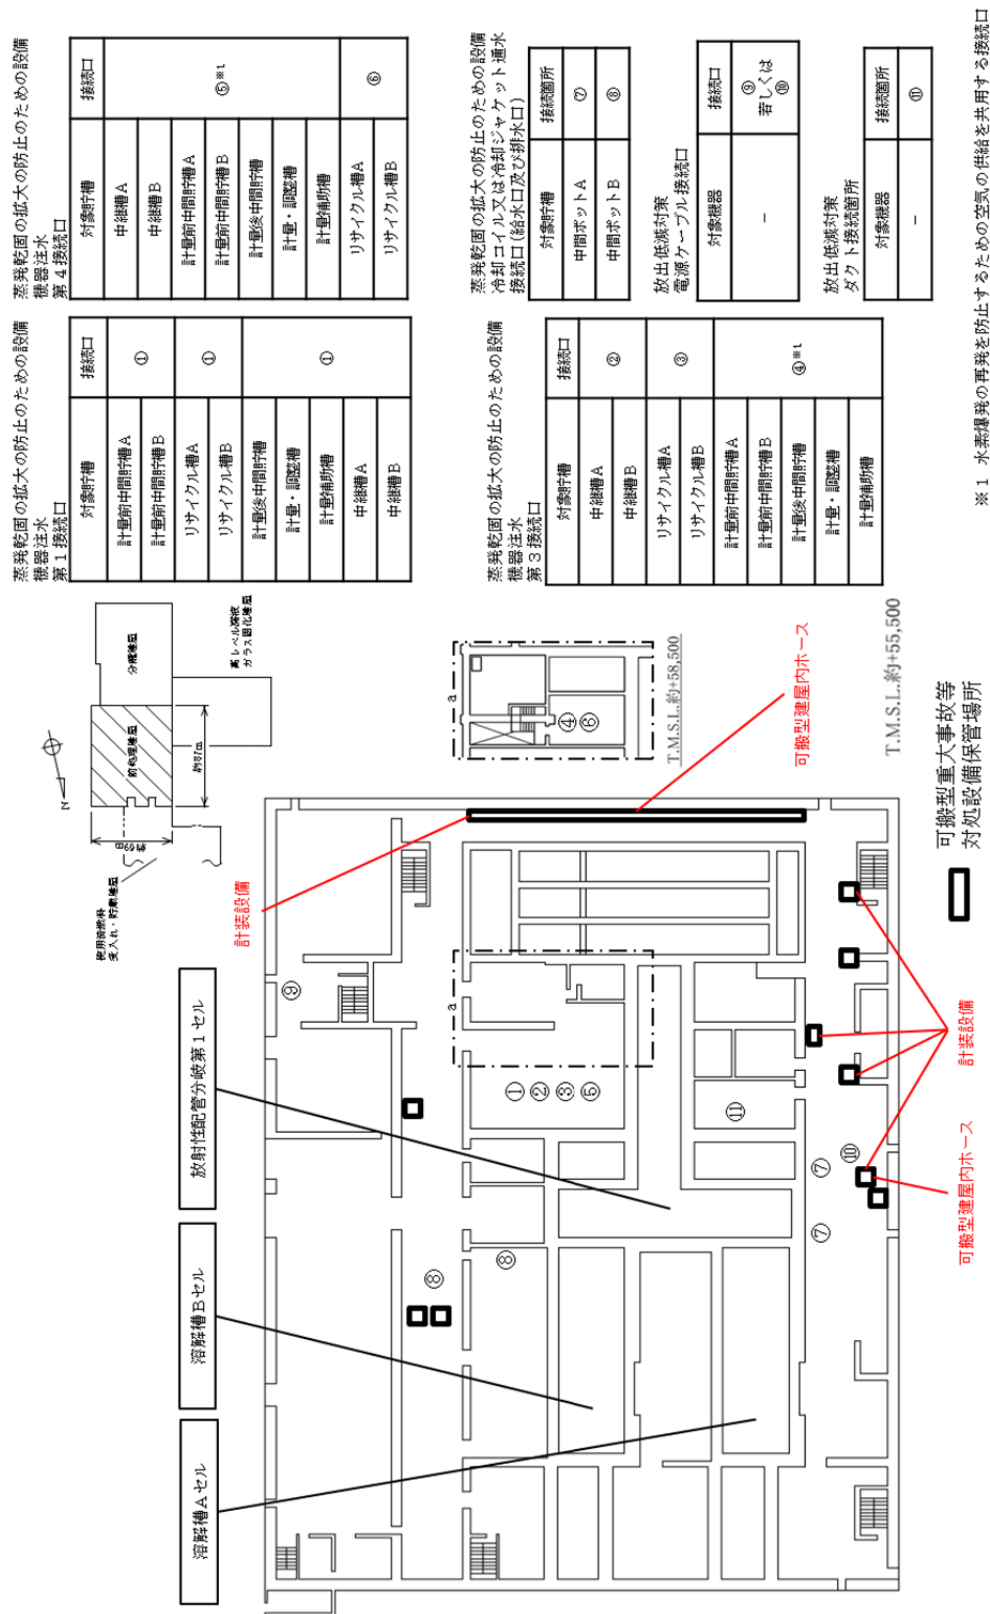 蒸発乾固の拡大の防止のための設備
機器注水
第1接続口
対象貯槽 接続口
計量前中間貯槽A ①
計量前中間貯槽B
リサイクル槽A ①
リサイクル槽B
計量後中間貯槽 ①
計量・調整槽
計量補助槽
中継槽A
中継槽B
蒸発乾固の拡大の防止のための設備
機器注水
第4接続口
対象貯槽 接続口
中継槽A ⑤※1
中継槽B
計量前中間貯槽A
計量前中間貯槽B
計量後中間貯槽
計量・調整槽
計量補助槽
リサイクル槽A ⑥
リサイクル槽B
蒸発乾固の拡大の防止のための設備
機器注水
第3接続口
対象貯槽 接続口
中継槽A ②
中継槽B
リサイクル槽A ③
リサイクル槽B
計量前中間貯槽A ④※1
計量前中間貯槽B
計量後中間貯槽
計量・調整槽
計量補助槽
蒸発乾固の拡大の防止のための設備
冷却コイル又は冷却ジャケット通水
接続口(給水口及び排水口)
対象貯槽 接続箇所
中間ポットA ⑦
中間ポットB ⑧
放出低減対策
電源ケーブル接続口
対象機器 接続口
- ⑨
若しくは
⑩
放出低減対策
ダクト接続箇所
対象機器 接続箇所
- ⑪
※1 水素爆発の再発を防止するための空気の供給を共用する接続口
N
使用済燃料
受入れ・貯蔵建屋
前処理建屋
分離建屋
高レベル廃液
ガラス固化建屋
約69m
約87m
溶解槽Aセル
溶解槽Bセル
放射性配管分岐第1セル
計装設備
⑨
a
①
②
③
⑤
⑪
⑧
⑧
⑦
⑦
⑩
a
④
⑥
T.M.S.L.約+58,500
可搬型建屋内ホース
T.M.S.L.約+55,500
計装設備
可搬型建屋内ホース
可搬型重大事故等
対処設備保管場所